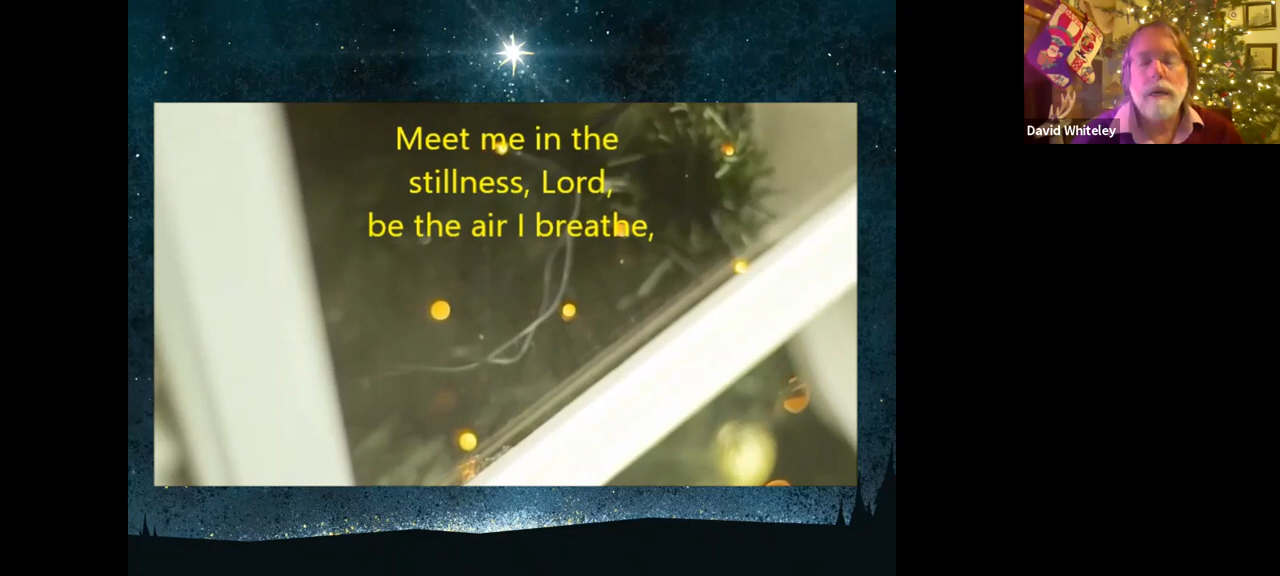 Meet me in the
stillness, Lord,
be the air I breathe,
David Whiteley